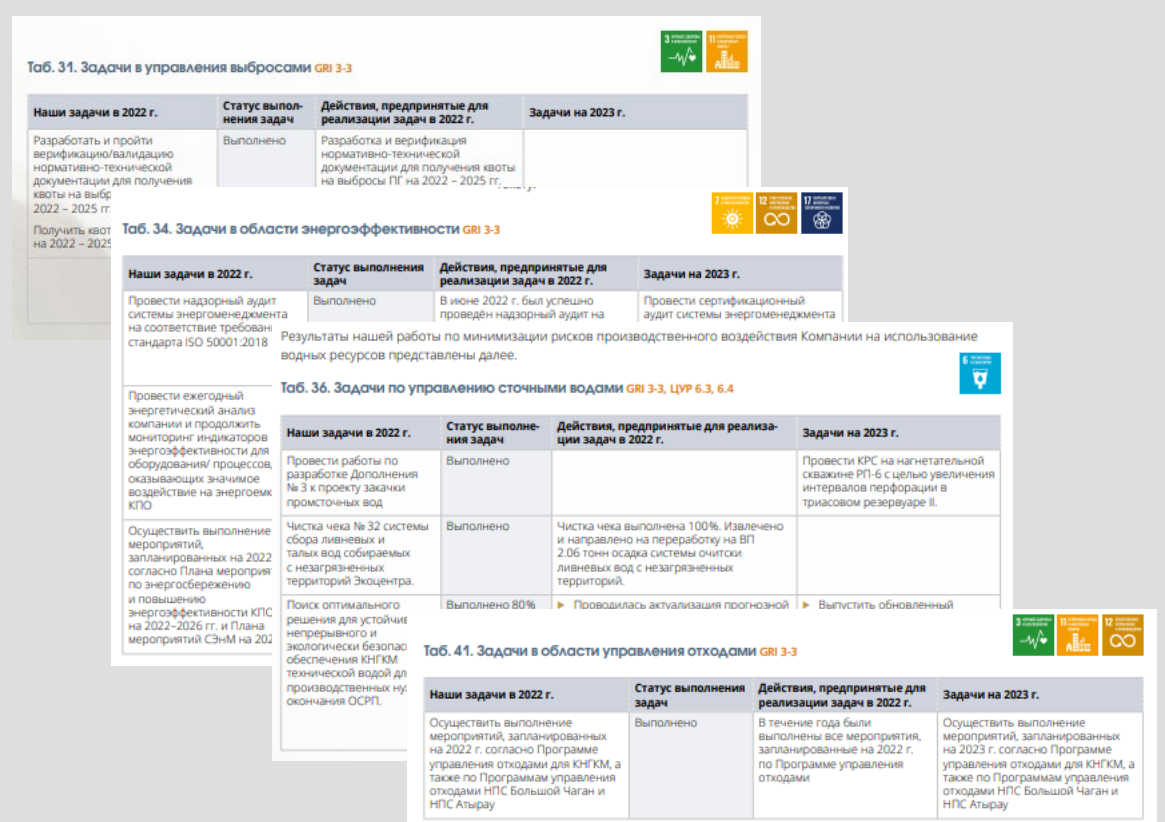 Таб. 31. Задачи в управления выбросами GRI 3-3
3
11
Наши задачи в 2022 г.
Статус выпол-
нения задач
Действия, предпринятые для
реализации задач в 2022 г.
Задачи на 2023 г.
Разработать и пройти
верификацию/валидацию
нормативно-технической
документации для получения
квоты на выбр
2022 – 2025 гг
Получить квот
на 2022 – 2025
Выполнено
Разработка и верификация
нормативно-технической
документации для получения квоты
на выбросы ПГ на 2022 – 2025 гг.
7
12
17
Таб. 34. Задачи в области энергоэффективности GRI 3-3
Наши задачи в 2022 г.
Статус выполнения
задач
Действия, предпринятые для
реализации задач в 2022 г.
Задачи на 2023 г.
Провести надзорный аудит
системы энергоменеджмента
на соответствие требован
стандарта ISO 50001:2018
Выполнено
В июне 2022 г. был успешно
проведён надзорный аудит на
Провести сертификационный
аудит системы энергоменеджмента
Провести ежегодный
энергетический анализ
компании и продолжить
мониторинг индикаторов
энергоэффективности для
оборудования/ процессов,
оказывающих значимое
воздействие на энергоемк
КПО
Осуществить выполнение
мероприятий,
запланированных на 2022
согласно Плана мероприят
по энергосбережению
и повышению
энергоэффективности КПО
на 2022–2026 гг. и Плана
мероприятий СЭнМ на 202
Результаты нашей работы по минимизации рисков производственного воздействия Компании на использование
водных ресурсов представлены далее.
6
Таб. 36. Задачи по управлению сточными водами GRI 3-3, ЦУР 6.3, 6.4
Наши задачи в 2022 г.
Статус выполне-
ния задач
Действия, предпринятые для реализа-
ции задач в 2022 г.
Задачи на 2023 г.
Провести работы по
разработке Дополнения
№ 3 к проекту закачки
промсточных вод
Выполнено
Провести КРС на нагнетательной
скважине РП-6 с целью увеличения
интервалов перфорации в
триасовом резервуаре II.
Чистка чека № 32 системы
сбора ливневых и
талых вод собираемых
с незагрязненных
территорий Экоцентра.
Выполнено
Чистка чека выполнена 100%. Извлечено
и направлено на переработку на ВП
2.06 тонн осадка системы очитски
ливневых вод с незагрязненных
территорий.
Поиск оптимального
решения для устойчив
непрерывного и
экологически безопас
обеспечения КНГКМ
технической водой дл
производственных ну
окончания ОСРП.
Выполнено 80%
Проводилась актуализация прогнозной
Выпустить обновленный
3
11
12
Таб. 41. Задачи в области управления отходами GRI 3-3
Наши задачи в 2022 г.
Статус выполнения
задач
Действия, предпринятые для
реализации задач в 2022 г.
Задачи на 2023 г.
Осуществить выполнение
мероприятий, запланированных
на 2022 г. согласно Программе
управления отходами для КНГКМ, а
также по Программам управления
отходами НПС Большой Чаган и
НПС Атырау
Выполнено
В течение года были
выполнены все мероприятия,
запланированные на 2022 г.
по Программе управления
отходами
Осуществить выполнение
мероприятий, запланированных
на 2023 г. согласно Программе
управления отходами для КНГКМ, а
также по Программам управления
отходами НПС Большой Чаган и
НПС Атырау